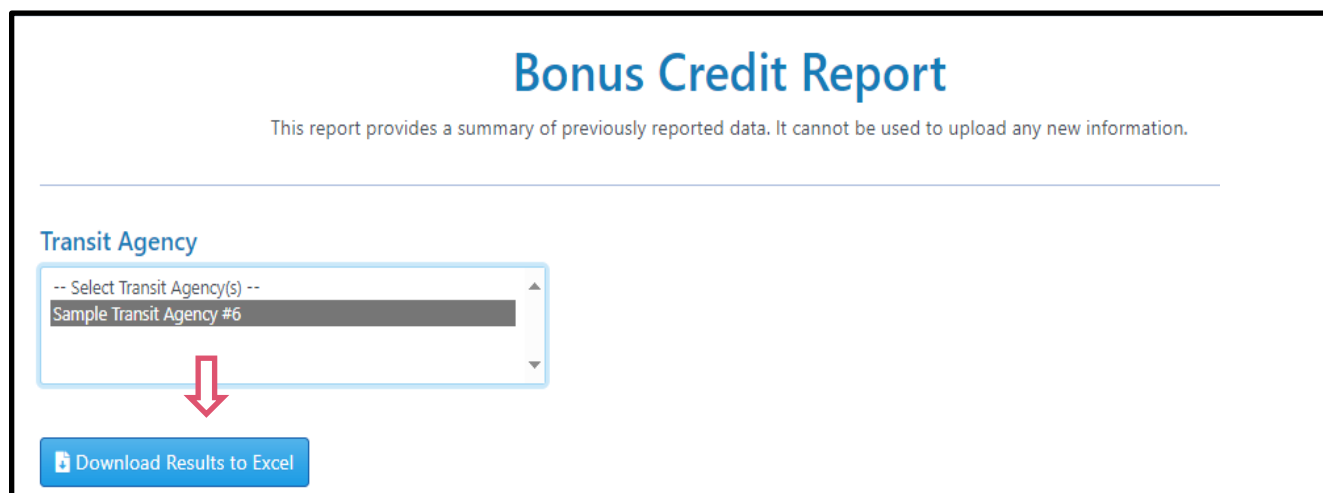 Bonus Credit Report
This report provides a summary of previously reported data. It cannot be used to upload any new information.
Transit Agency
-- Select Transit Agency(s) --
Sample Transit Agency #6
Download Results to Excel